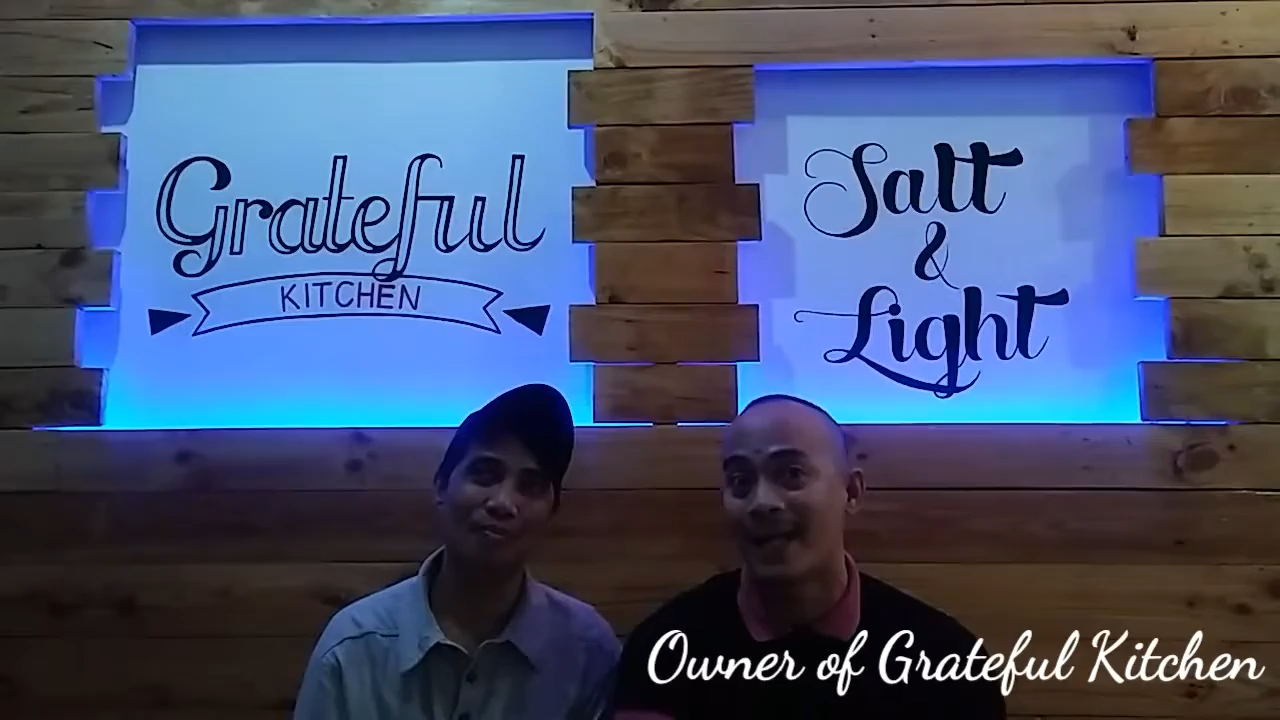 Grateful
KITCHEN
Salt
&
Light
Owner of Grateful Kitchen